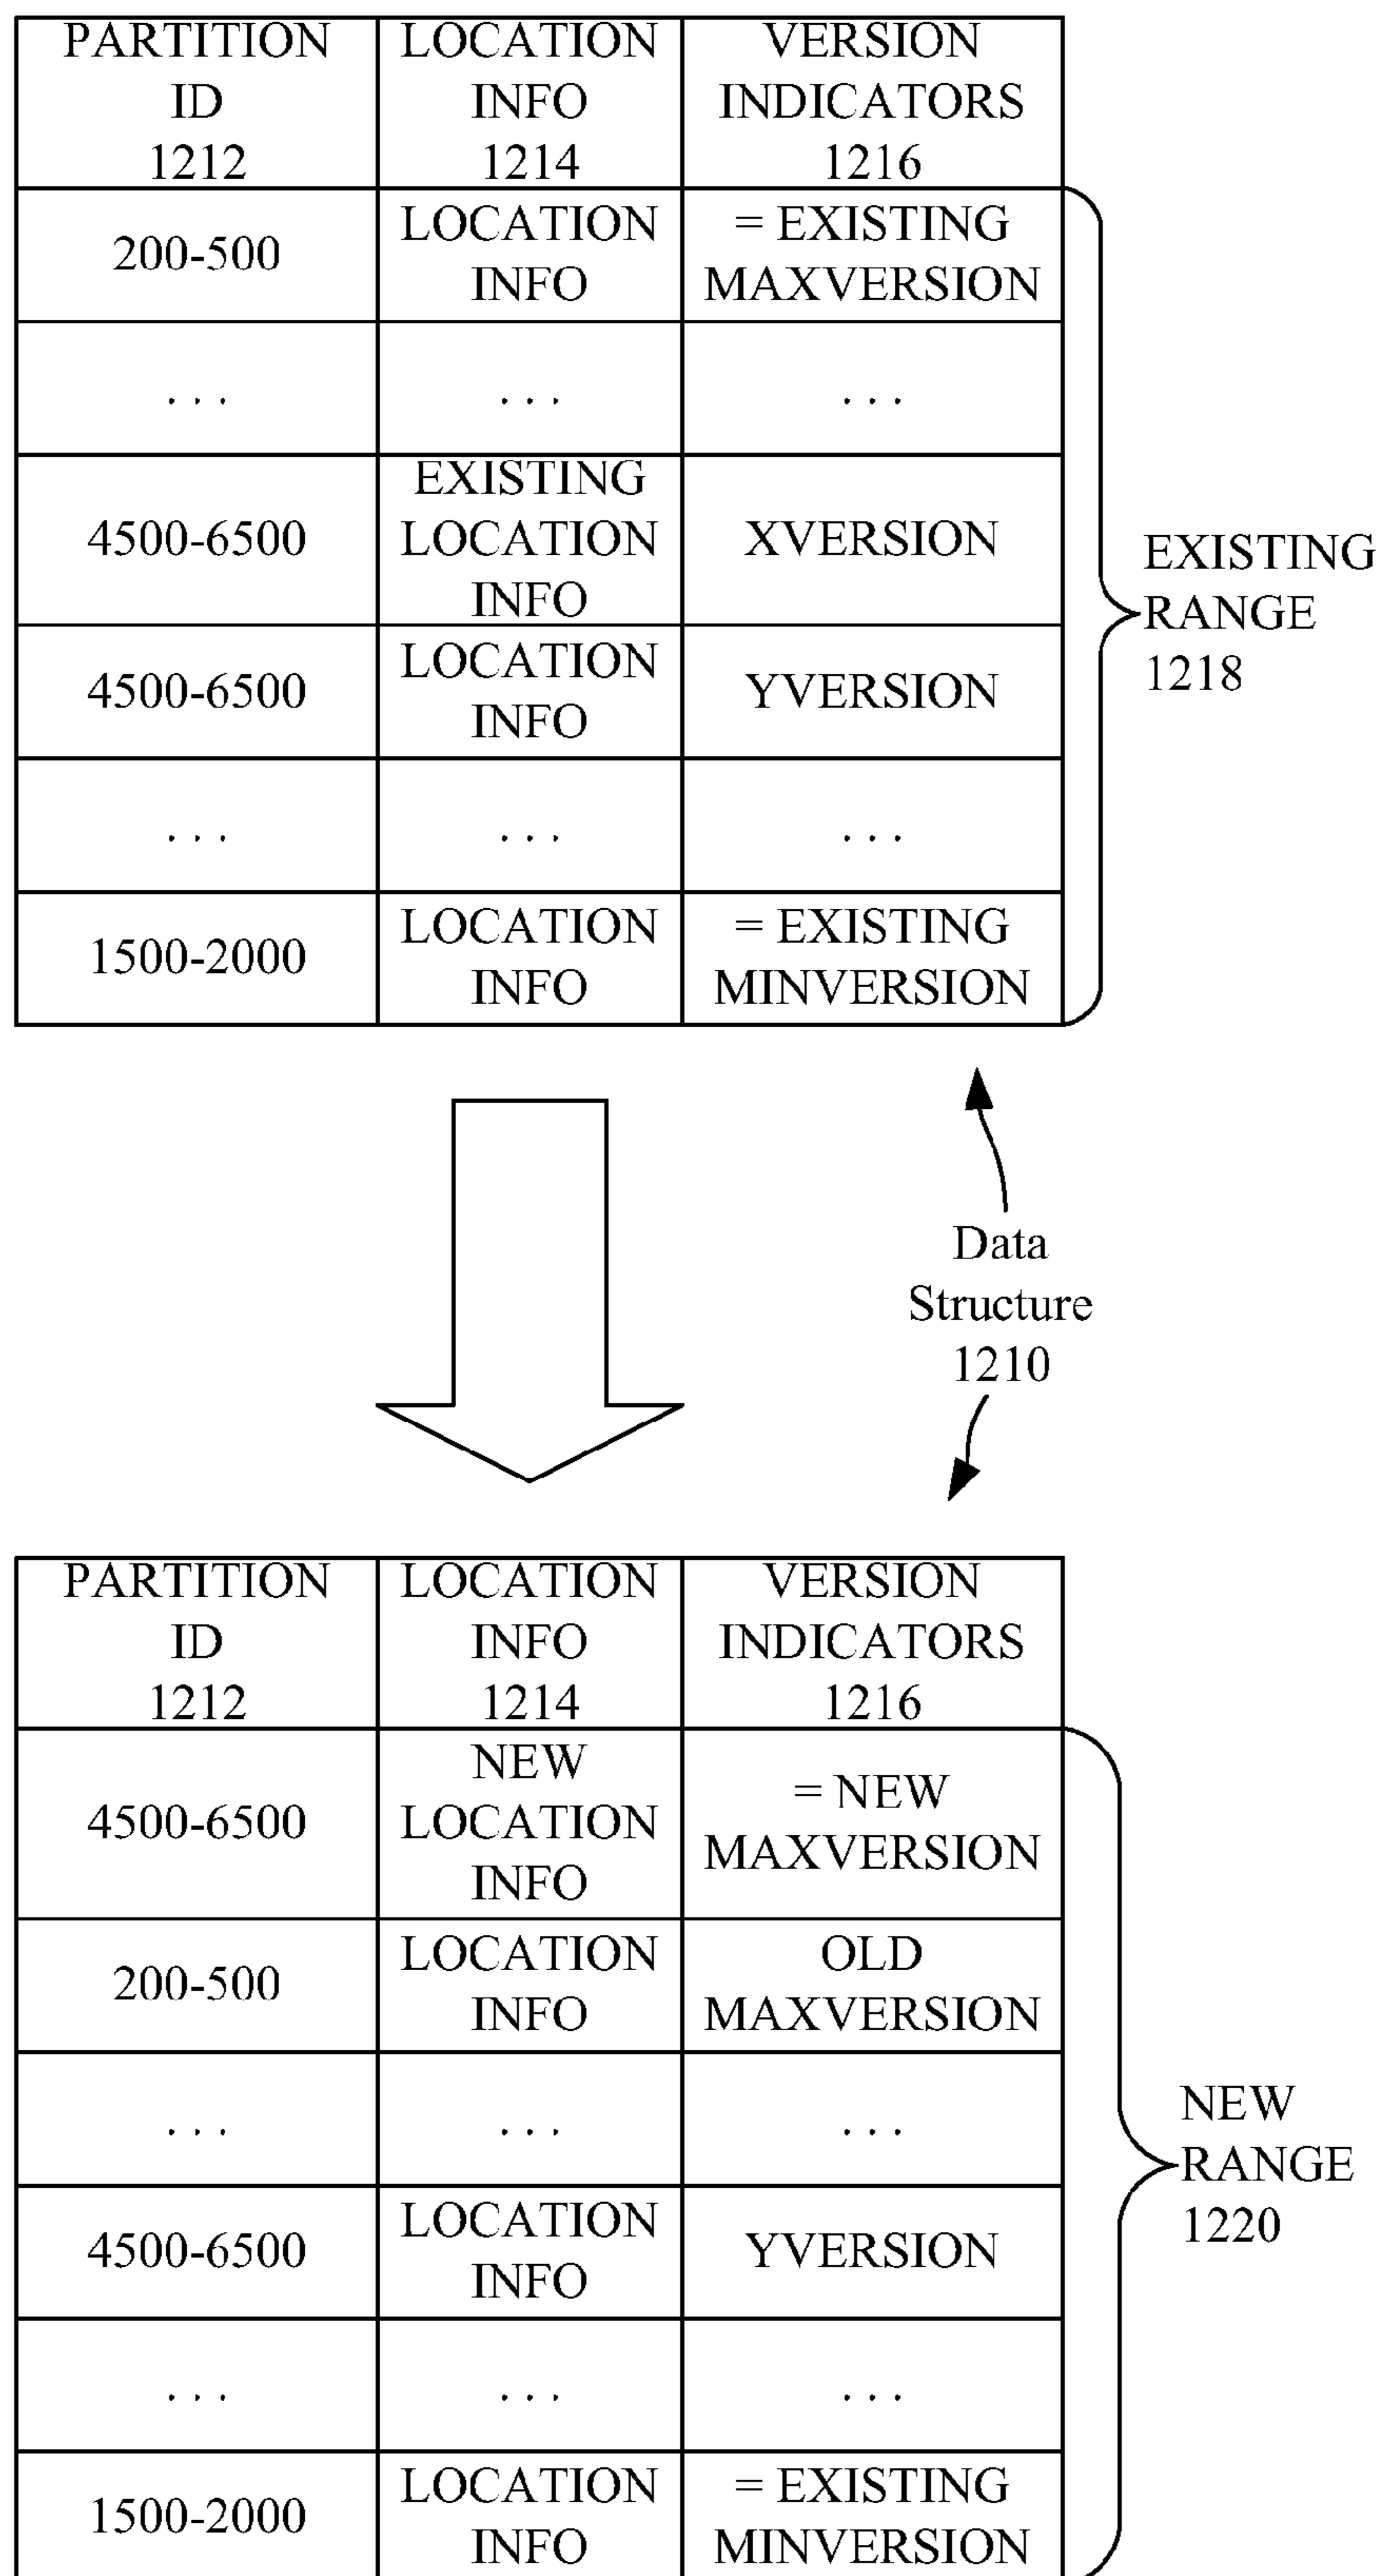 PARTITION
ID
1212
LOCATION
INFO
1214
VERSION
INDICATORS
1216
200-500
LOCATION
INFO
= EXISTING
MAXVERSION
. . .
. . .
. . .
4500-6500
EXISTING
LOCATION
INFO
XVERSION
4500-6500
LOCATION
INFO
YVERSION
. . .
. . .
. . .
1500-2000
LOCATION
INFO
= EXISTING
MINVERSION
EXISTING
RANGE
1218
Data
Structure
1210
PARTITION
ID
1212
LOCATION
INFO
1214
VERSION
INDICATORS
1216
4500-6500
NEW
LOCATION
INFO
= NEW
MAXVERSION
200-500
LOCATION
INFO
OLD
MAXVERSION
. . .
. . .
. . .
4500-6500
LOCATION
INFO
YVERSION
. . .
. . .
. . .
1500-2000
LOCATION
INFO
= EXISTING
MINVERSION
NEW
RANGE
1220